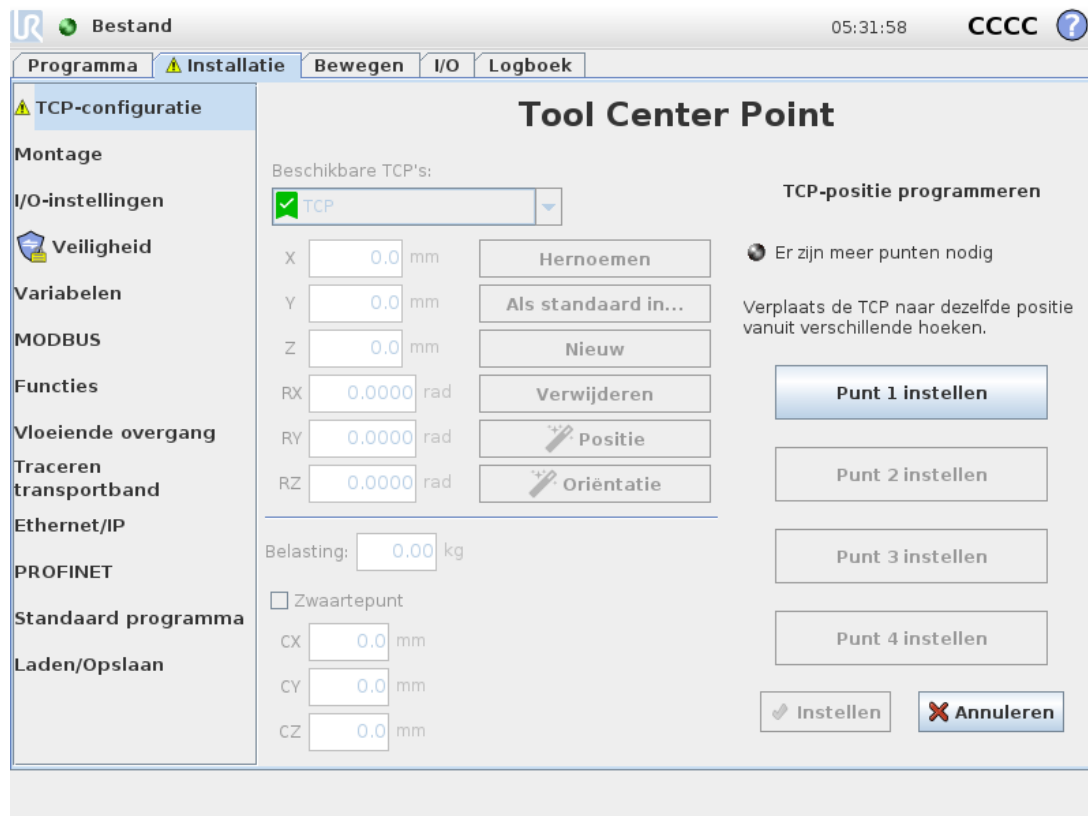 UR Bestand 05:31:58 CCCC ?
Programma Installatie Bewegen I/O Logboek
TCP-configuratie
Montage
I/O-instellingen
Veiligheid
Variabelen
MODBUS
Functies
Vloeiende overgang
Traceren
transportband
Ethernet/IP
PROFINET
Standaard programma
Laden/Opslaan
Tool Center Point
Beschikbare TCP's:
TCP
X 0.0 mm Hernoemen
Y 0.0 mm Als standaard in...
Z 0.0 mm Nieuw
RX 0.0000 rad Verwijderen
RY 0.0000 rad Positie
RZ 0.0000 rad Oriëntatie
Belasting: 0.00 kg
Zwaartepunt
CX 0.0 mm
CY 0.0 mm
CZ 0.0 mm
TCP-positie programmeren
Er zijn meer punten nodig
Verplaats de TCP naar dezelfde positie
vanuit verschillende hoeken.
Punt 1 instellen
Punt 2 instellen
Punt 3 instellen
Punt 4 instellen
Instellen Annuleren